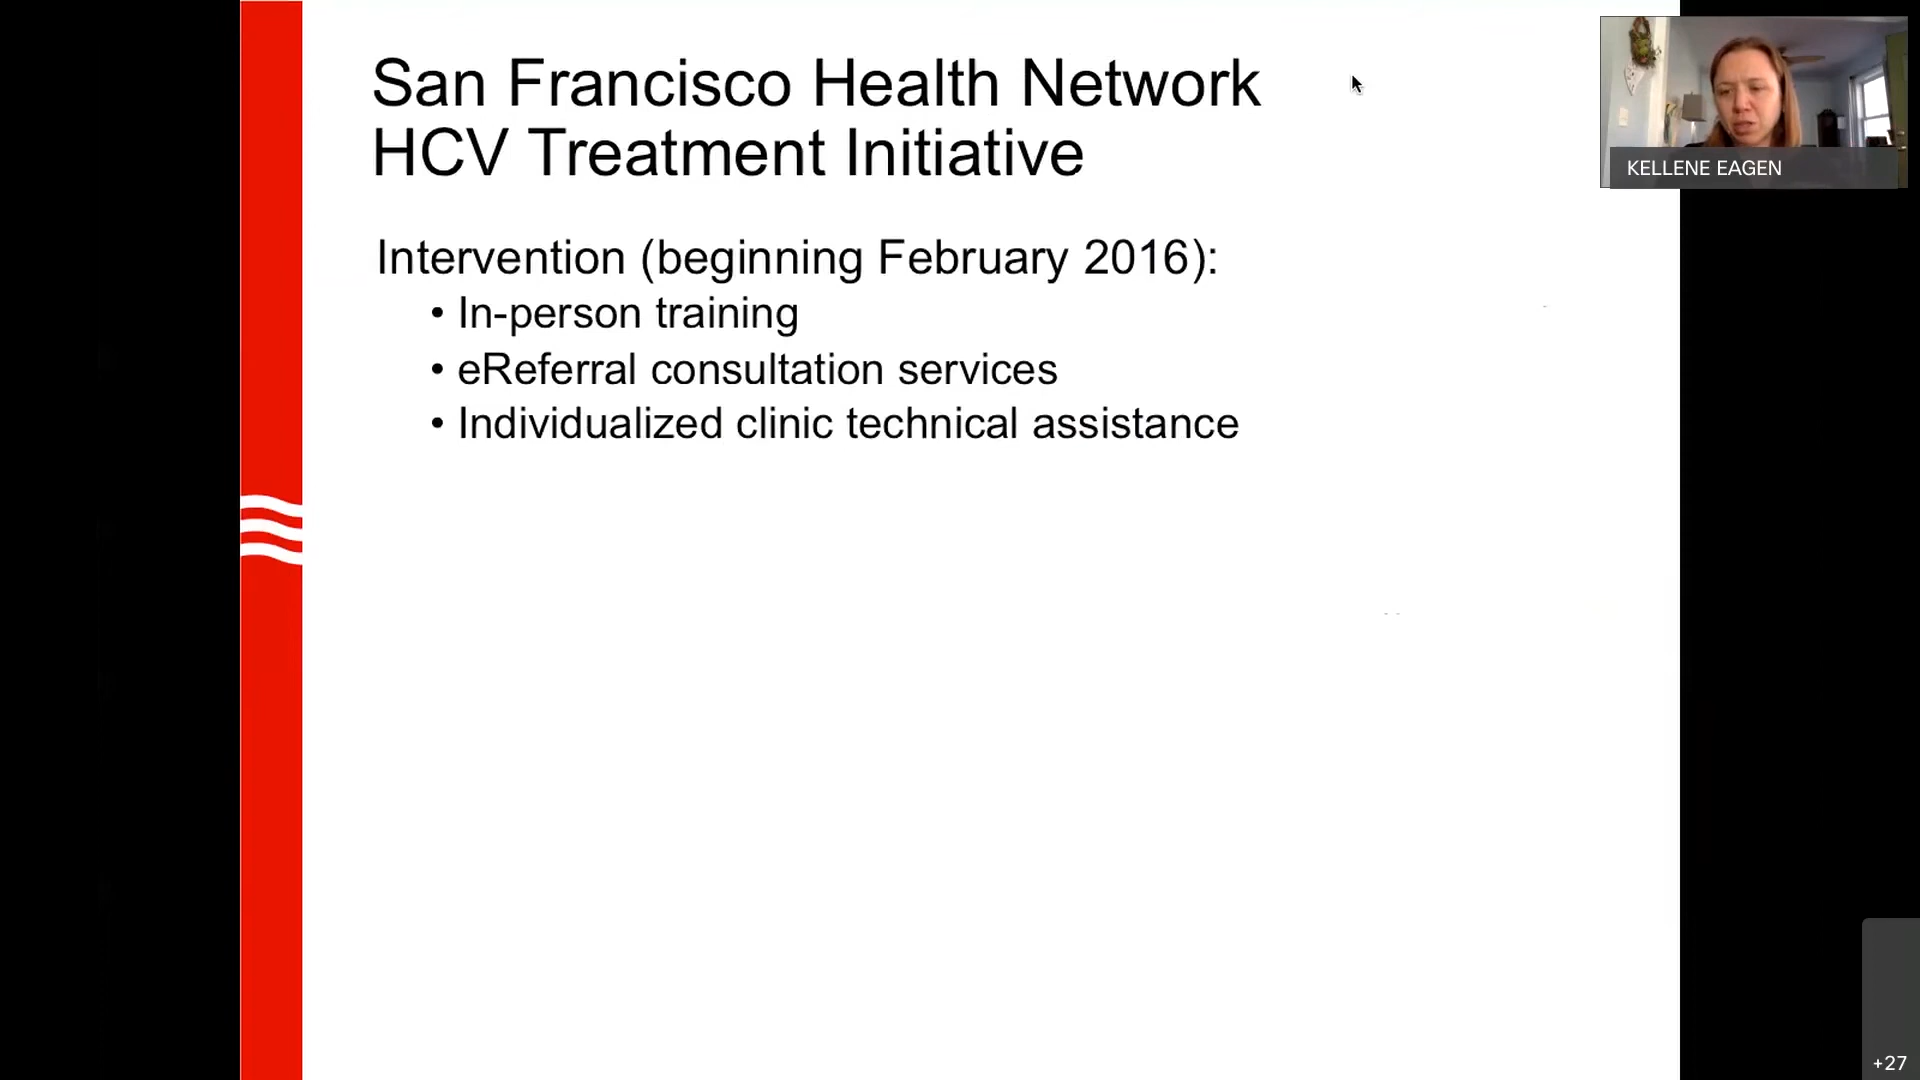 San Francisco Health Network
HCV Treatment Initiative
KELLENE EAGEN
Intervention (beginning February 2016):
• In-person training
• eReferral consultation services
• Individualized clinic technical assistance
+27